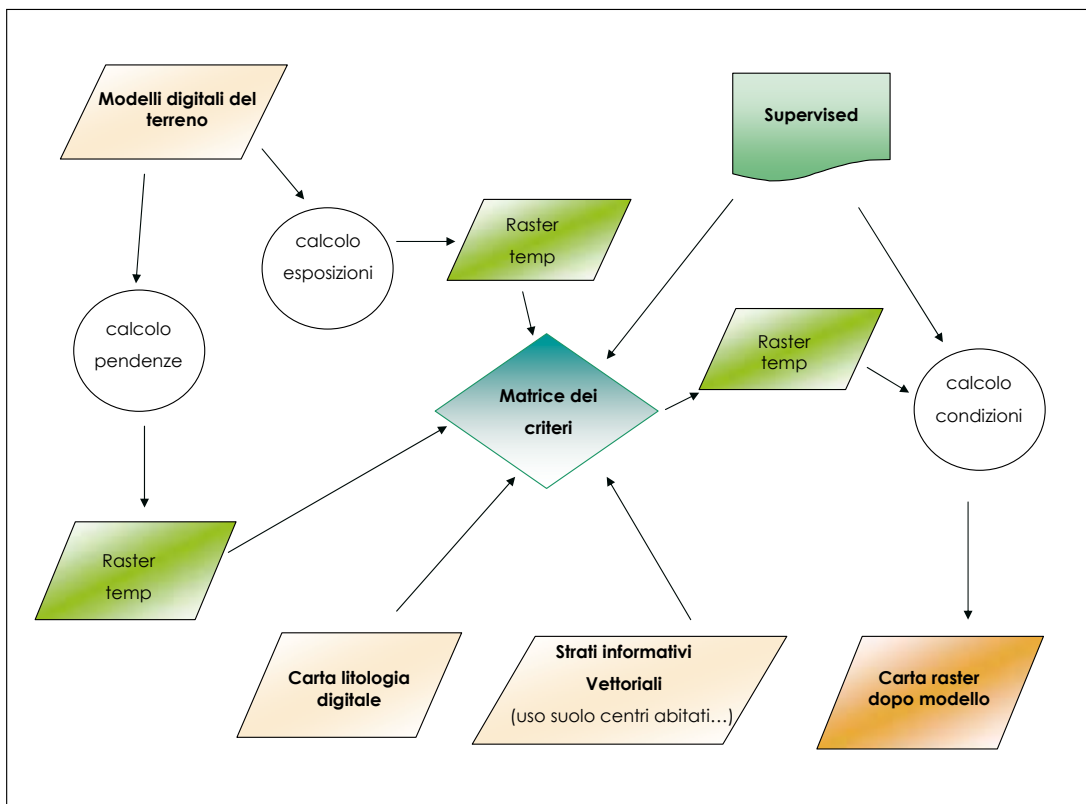 Modelli digitali del
terreno
Supervised
calcolo
esposizioni
Raster
temp
calcolo
pendenze
Raster
temp
Matrice dei
criteri
calcolo
condizioni
Raster
temp
Carta litologia
digitale
Strati informativi
Vettoriali
(uso suolo centri abitati…)
Carta raster
dopo modello